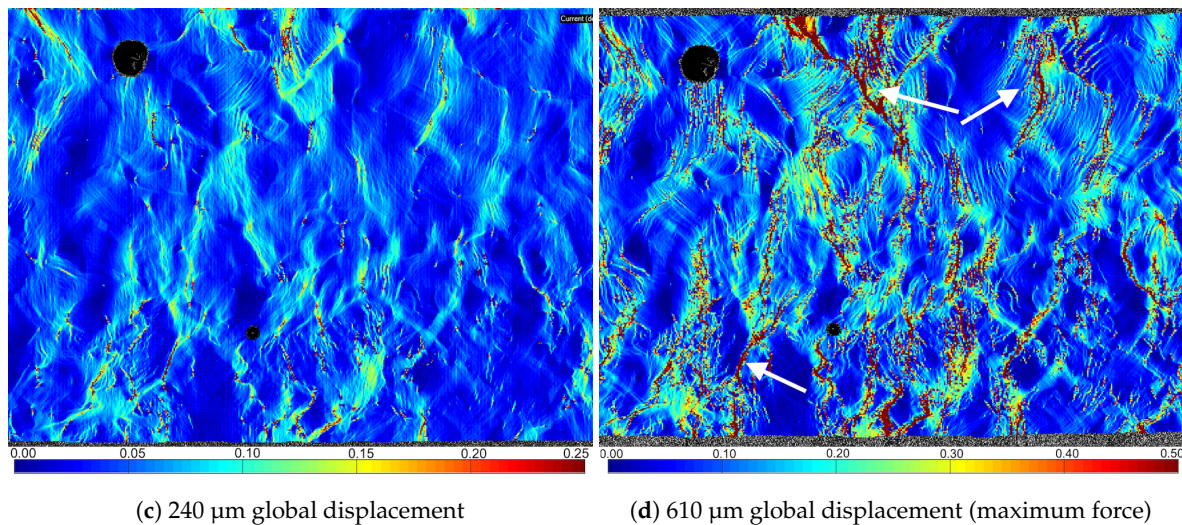 Current (de
0.00 0.05 0.10 0.15 0.20 0.25
0.00 0.10 0.20 0.30 0.40 0.50
(c) 240 µm global displacement
(d) 610 µm global displacement (maximum force)